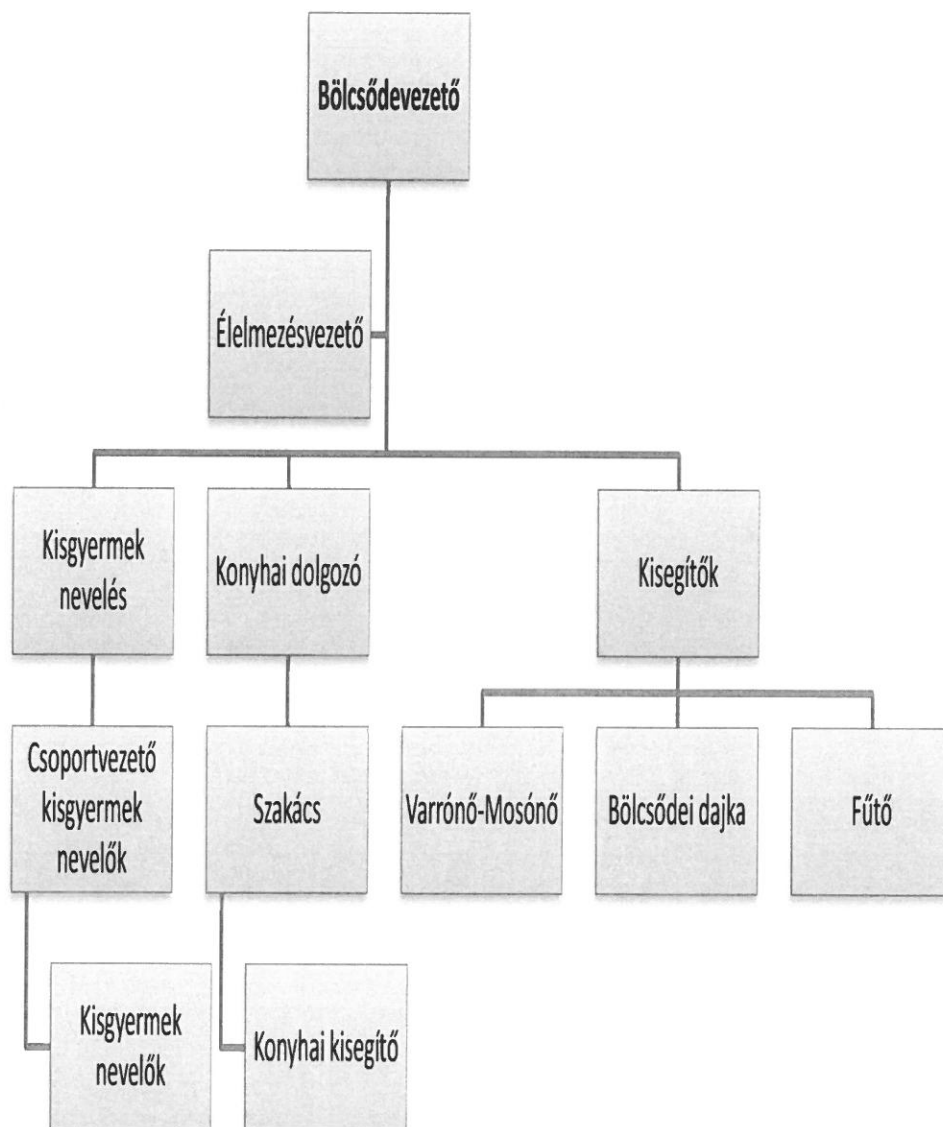 Bölcsődevezető
Élelmezésvezető
Kisgyermek
nevelés
Konyhai dolgozó
Kisegítők
Csoportvezető
kisgyermek
nevelők
Szakács
Varrónő-Mosónő
Bölcsődei dajka
Fűtő
Kisgyermek
nevelők
Konyhai kisegítő